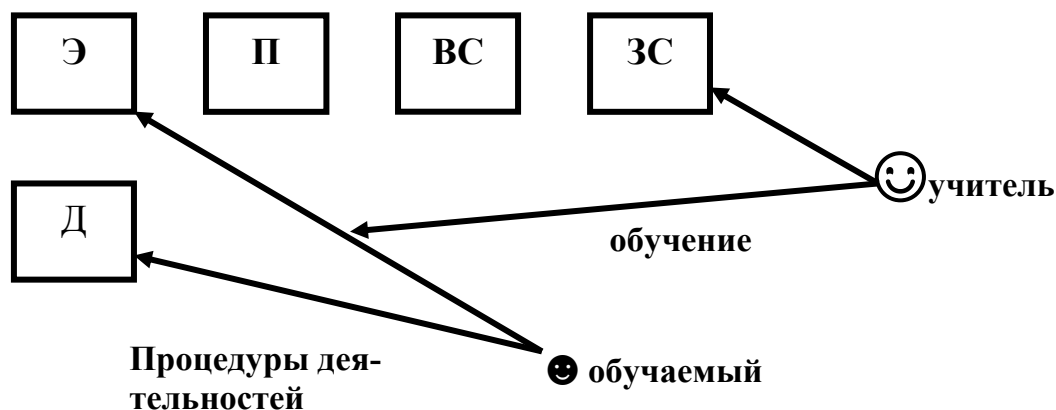 Э П ВС ЗС
учитель
Д
обучение
Процедуры дея-
тельностей
обучаемый